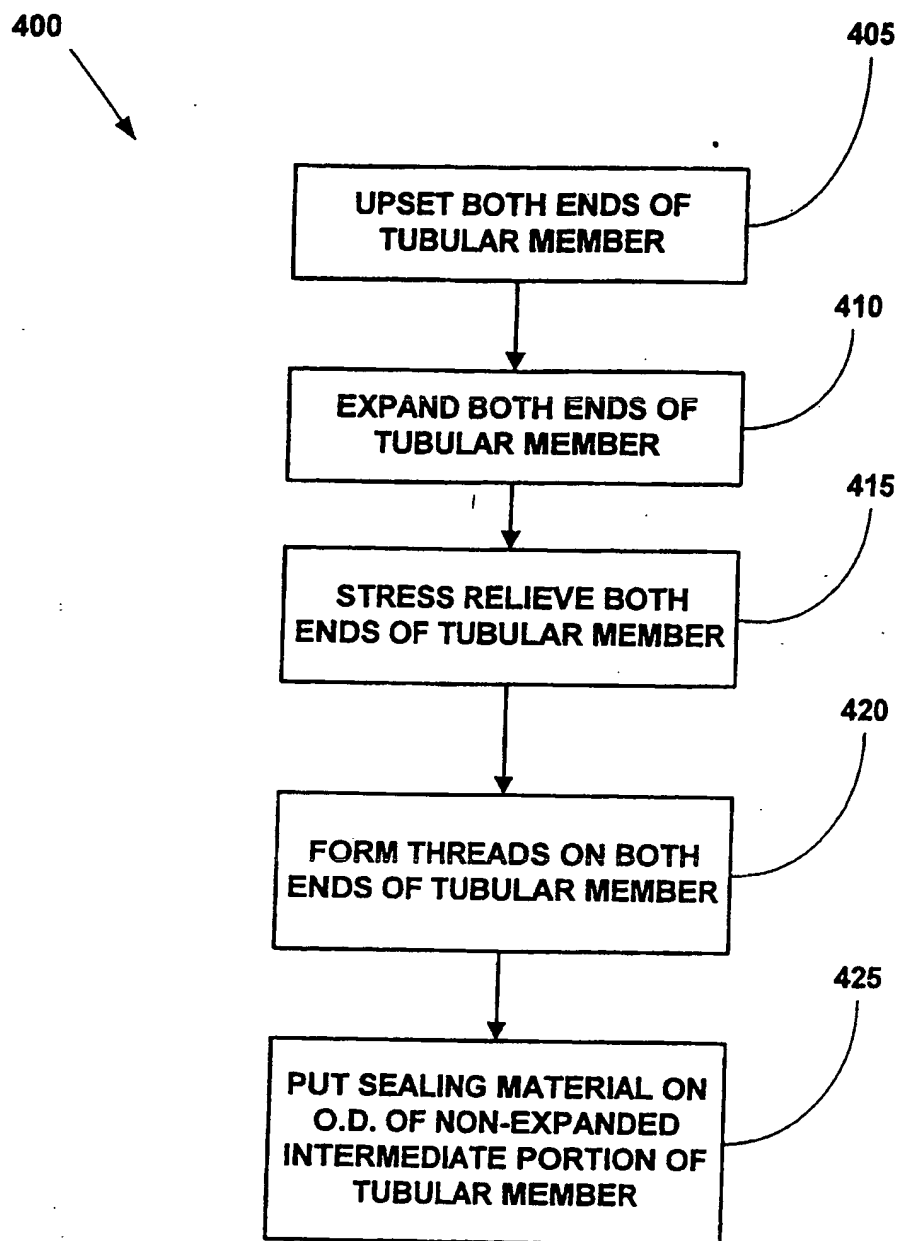 400
405
UPSET BOTH ENDS OF
TUBULAR MEMBER
410
EXPAND BOTH ENDS OF
TUBULAR MEMBER
415
STRESS RELIEVE BOTH
ENDS OF TUBULAR MEMBER
420
FORM THREADS ON BOTH
ENDS OF TUBULAR MEMBER
425
PUT SEALING MATERIAL ON
O.D. OF NON-EXPANDED
INTERMEDIATE PORTION OF
TUBULAR MEMBER